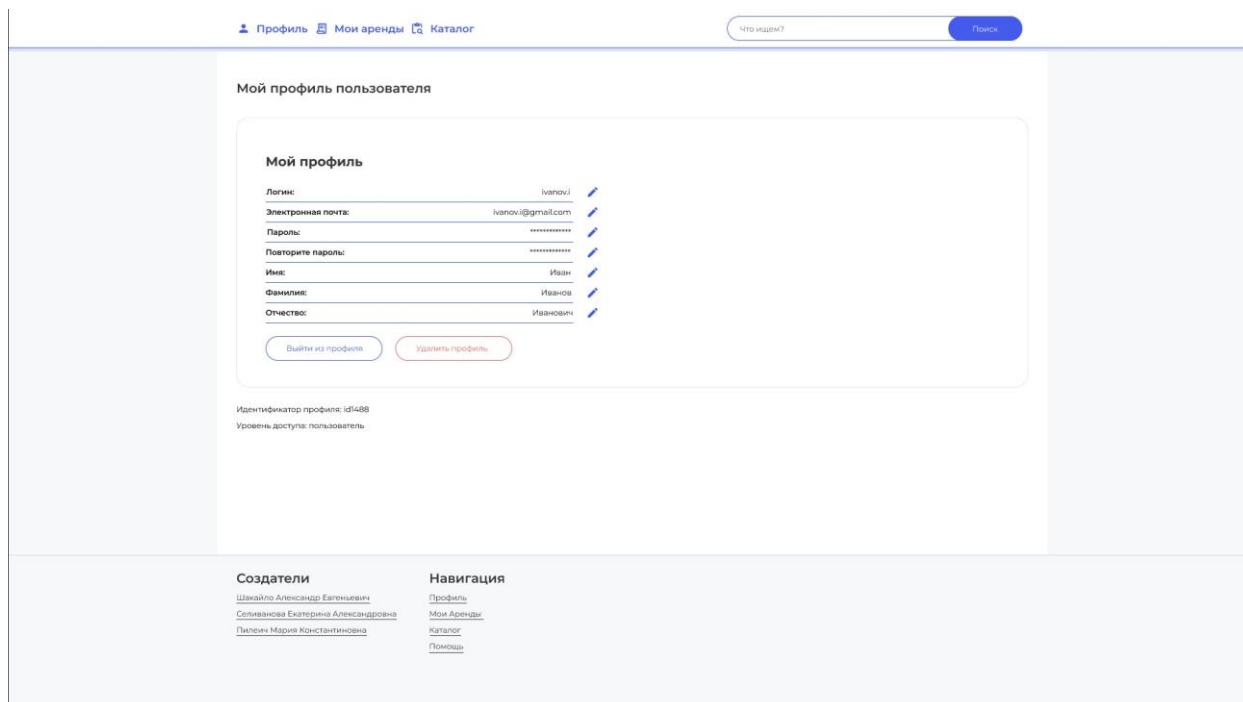 Профиль Мои аренды Каталог Что ищем? Поиск
Мой профиль пользователя
Мой профиль
Логин: ivanov.i
Электронная почта: ivanov.i@gmail.com
Пароль: *************
Повторите пароль: *************
Имя: Иван
Фамилия: Иванов
Отчество: Иванович
Выйти из профиля Удалить профиль
Идентификатор профиля: id1488
Уровень доступа: пользователь
Создатели Навигация
Шакайло Александр Евгеньевич Профиль
Селиванова Екатерина Александровна Мои Аренды
Пилеич Мария Константиновна Каталог
Помощь